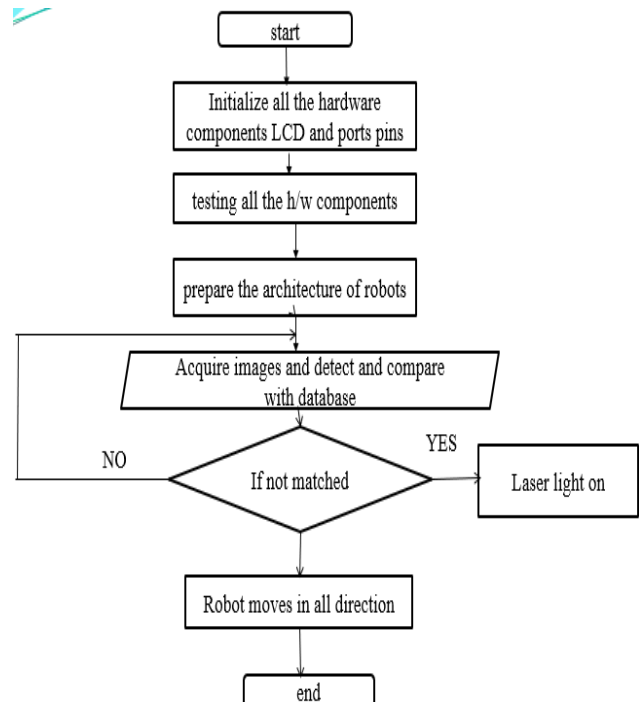 start
Initialize all the hardware
components LCD and ports pins
testing all the h/w components
prepare the architecture of robots
Acquire images and detect and compare
with database
NO
If not matched
YES
Laser light on
Robot moves in all direction
end